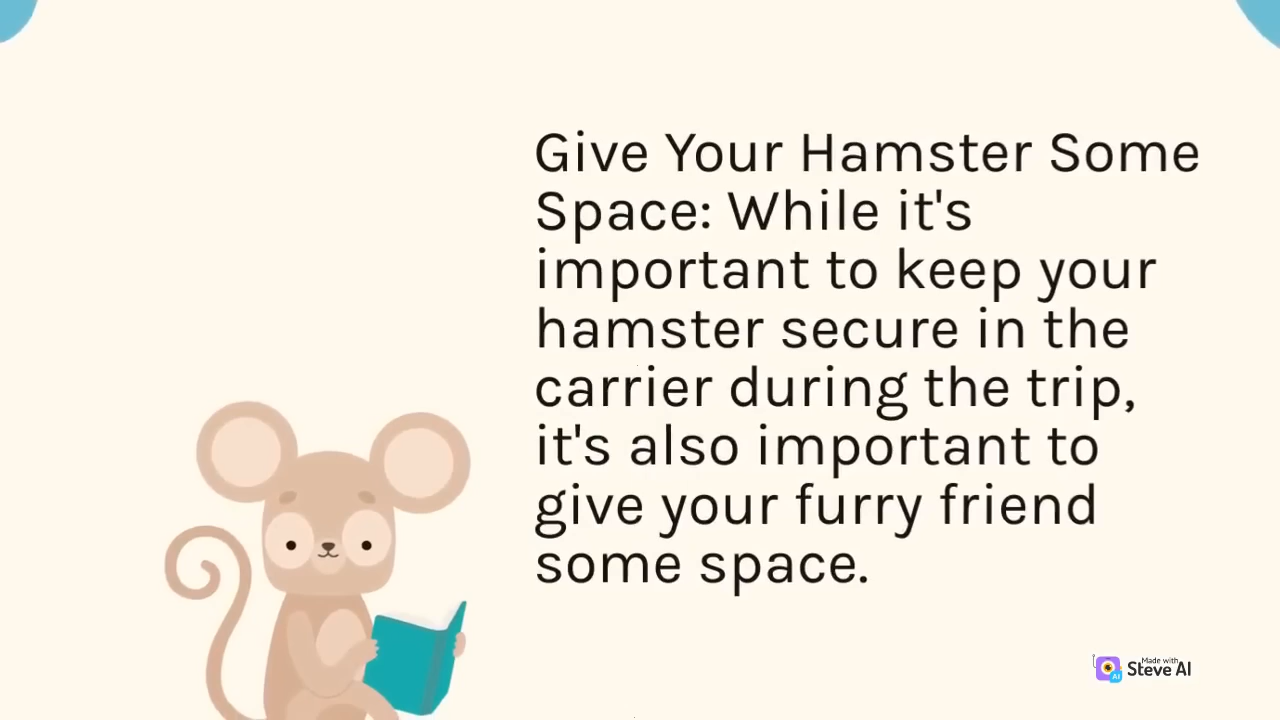 Give Your Hamster Some
Space: While it's
important to keep your
hamster secure in the
carrier during the trip,
it's also important to
give your furry friend
some space.
Made with
Steve AI
AI